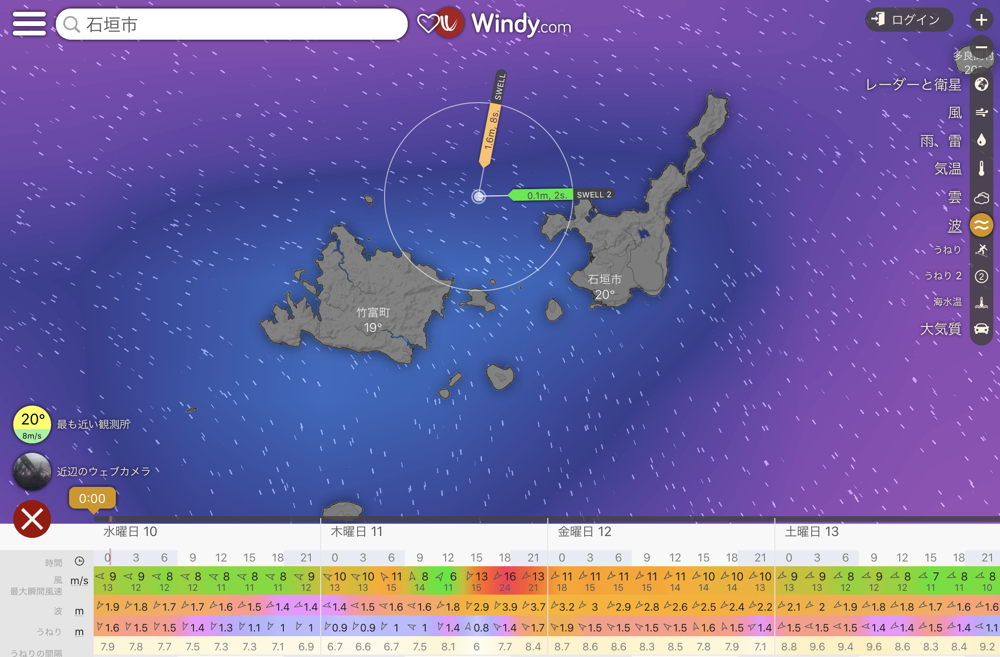 石垣市
Windy.com
ログイン
多良間村
20°
レーダーと衛星
風
雨、雷
気温
雲
波
うねり
うねり 2
海水温
大気質
SWELL
1.6m, 8s.
0.1m, 2s. SWELL 2
石垣市
20°
竹富町
19°
20°
8m/s
最も近い観測所
近辺のウェブカメラ
0:00
水曜日 10 木曜日 11 金曜日 12 土曜日 13
時間 0 3 6 9 12 15 18 21 0 3 6 9 12 15 18 21 0 3 6 9 12 15 18 21 0 3 6 9 12 15 18 21
風 m/s 9 9 8 8 8 8 8 9 10 10 11 8 6 13 16 13 11 11 11 11 11 10 10 10 9 9 8 9 8 7 8 8
最大瞬間風速 13 12 12 12 11 11 11 12 13 13 15 14 11 15 24 21 18 15 15 15 14 14 14 13 13 13 12 12 12 11 11 10
波 m 1.9 1.8 1.7 1.7 1.6 1.5 1.4 1.4 1.4 1.5 1.6 1.6 1.8 2.9 3.9 3.7 3.2 3 2.9 2.8 2.6 2.5 2.4 2.2 2.1 2 1.9 1.8 1.8 1.7 1.6 1.6
うねり m 1.6 1.5 1.5 1.4 1.3 1.1 1 1 0.9 0.9 1 1 1.4 0.8 1.4 1.7 1.9 1.5 1.5 1.5 1.5 1.6 1.5 1.4 1.5 1.5 1.5 1.4 1.4 1.5 1.4 1.1
うねりの間隔 7.9 7.8 7.7 7.5 7.3 7.3 7.1 6.9 6.7 6.6 6.7 7.5 8.1 6 7.7 8.4 8.7 8.6 8.6 8.3 8.5 7.8 7.9 7.1 8.8 9.6 9.4 9.6 8.6 8.3 8.4 9.2